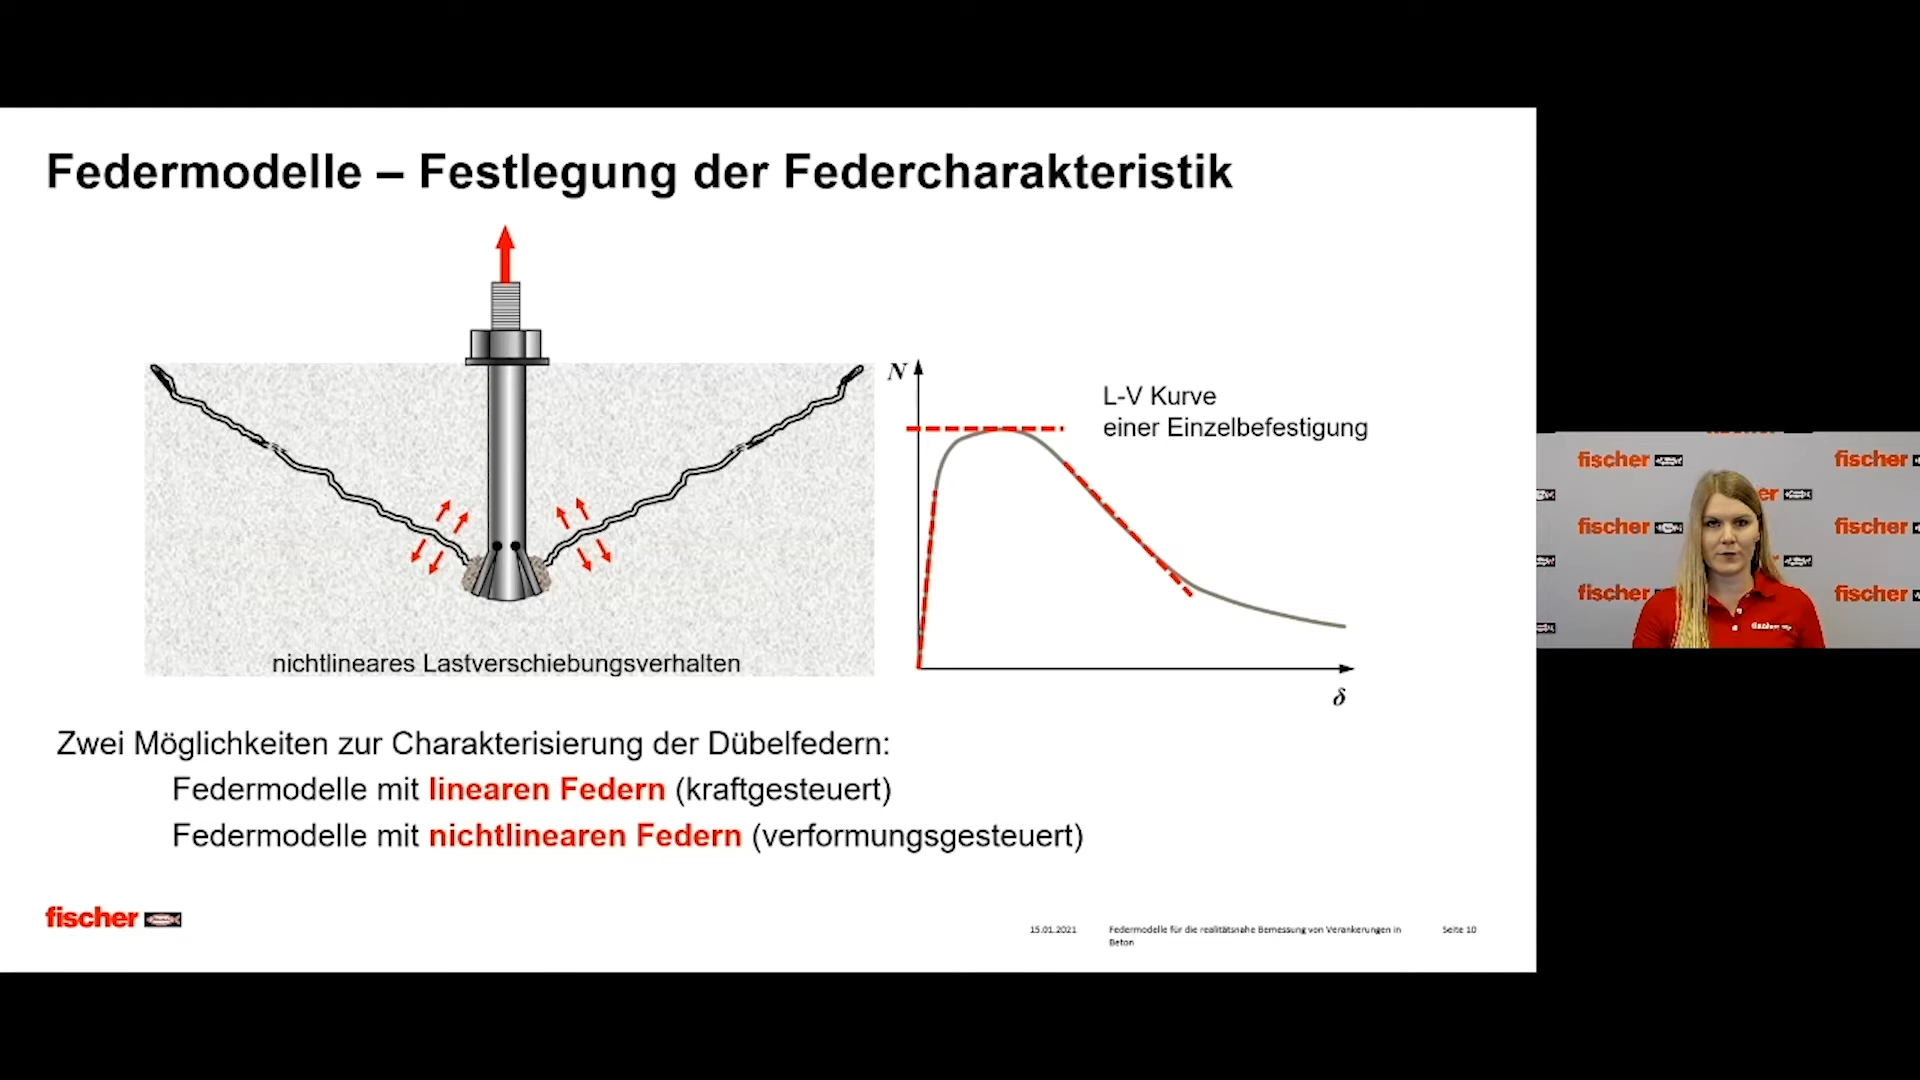 Federmodelle – Festlegung der Federcharakteristik
N
L-V Kurve
einer Einzelbefestigung
nichtlineares Lastverschiebungsverhalten
δ
Zwei Möglichkeiten zur Charakterisierung der Dübelfedern:
Federmodelle mit linearen Federn (kraftgesteuert)
Federmodelle mit nichtlinearen Federn (verformungsgesteuert)
fischer
15.01.2021
Federmodelle für die realitätsnahe Bemessung von Verankerungen in
Beton
Seite 10
fischer
fischer
er
fischer
fischer
fischer
fischer